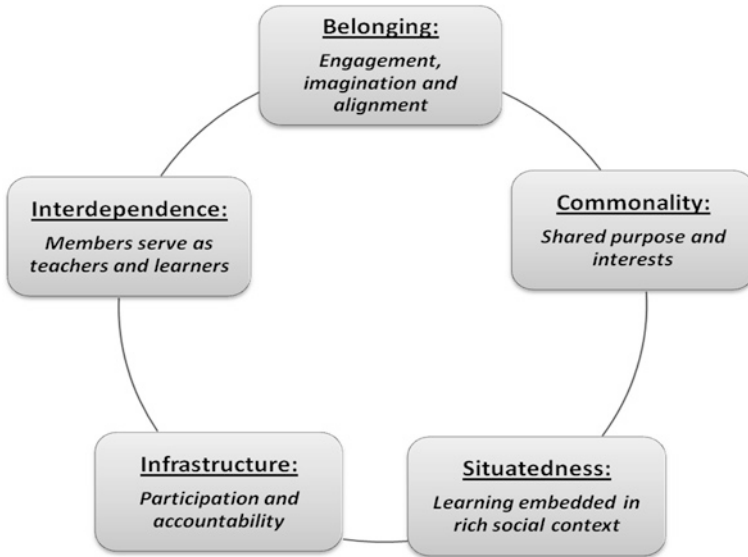 Belonging:
Engagement,
imagination and
alignment
Commonality:
Shared purpose and
interests
Situatedness:
Learning embedded in
rich social context
Infrastructure:
Participation and
accountability
Interdependence:
Members serve as
teachers and learners